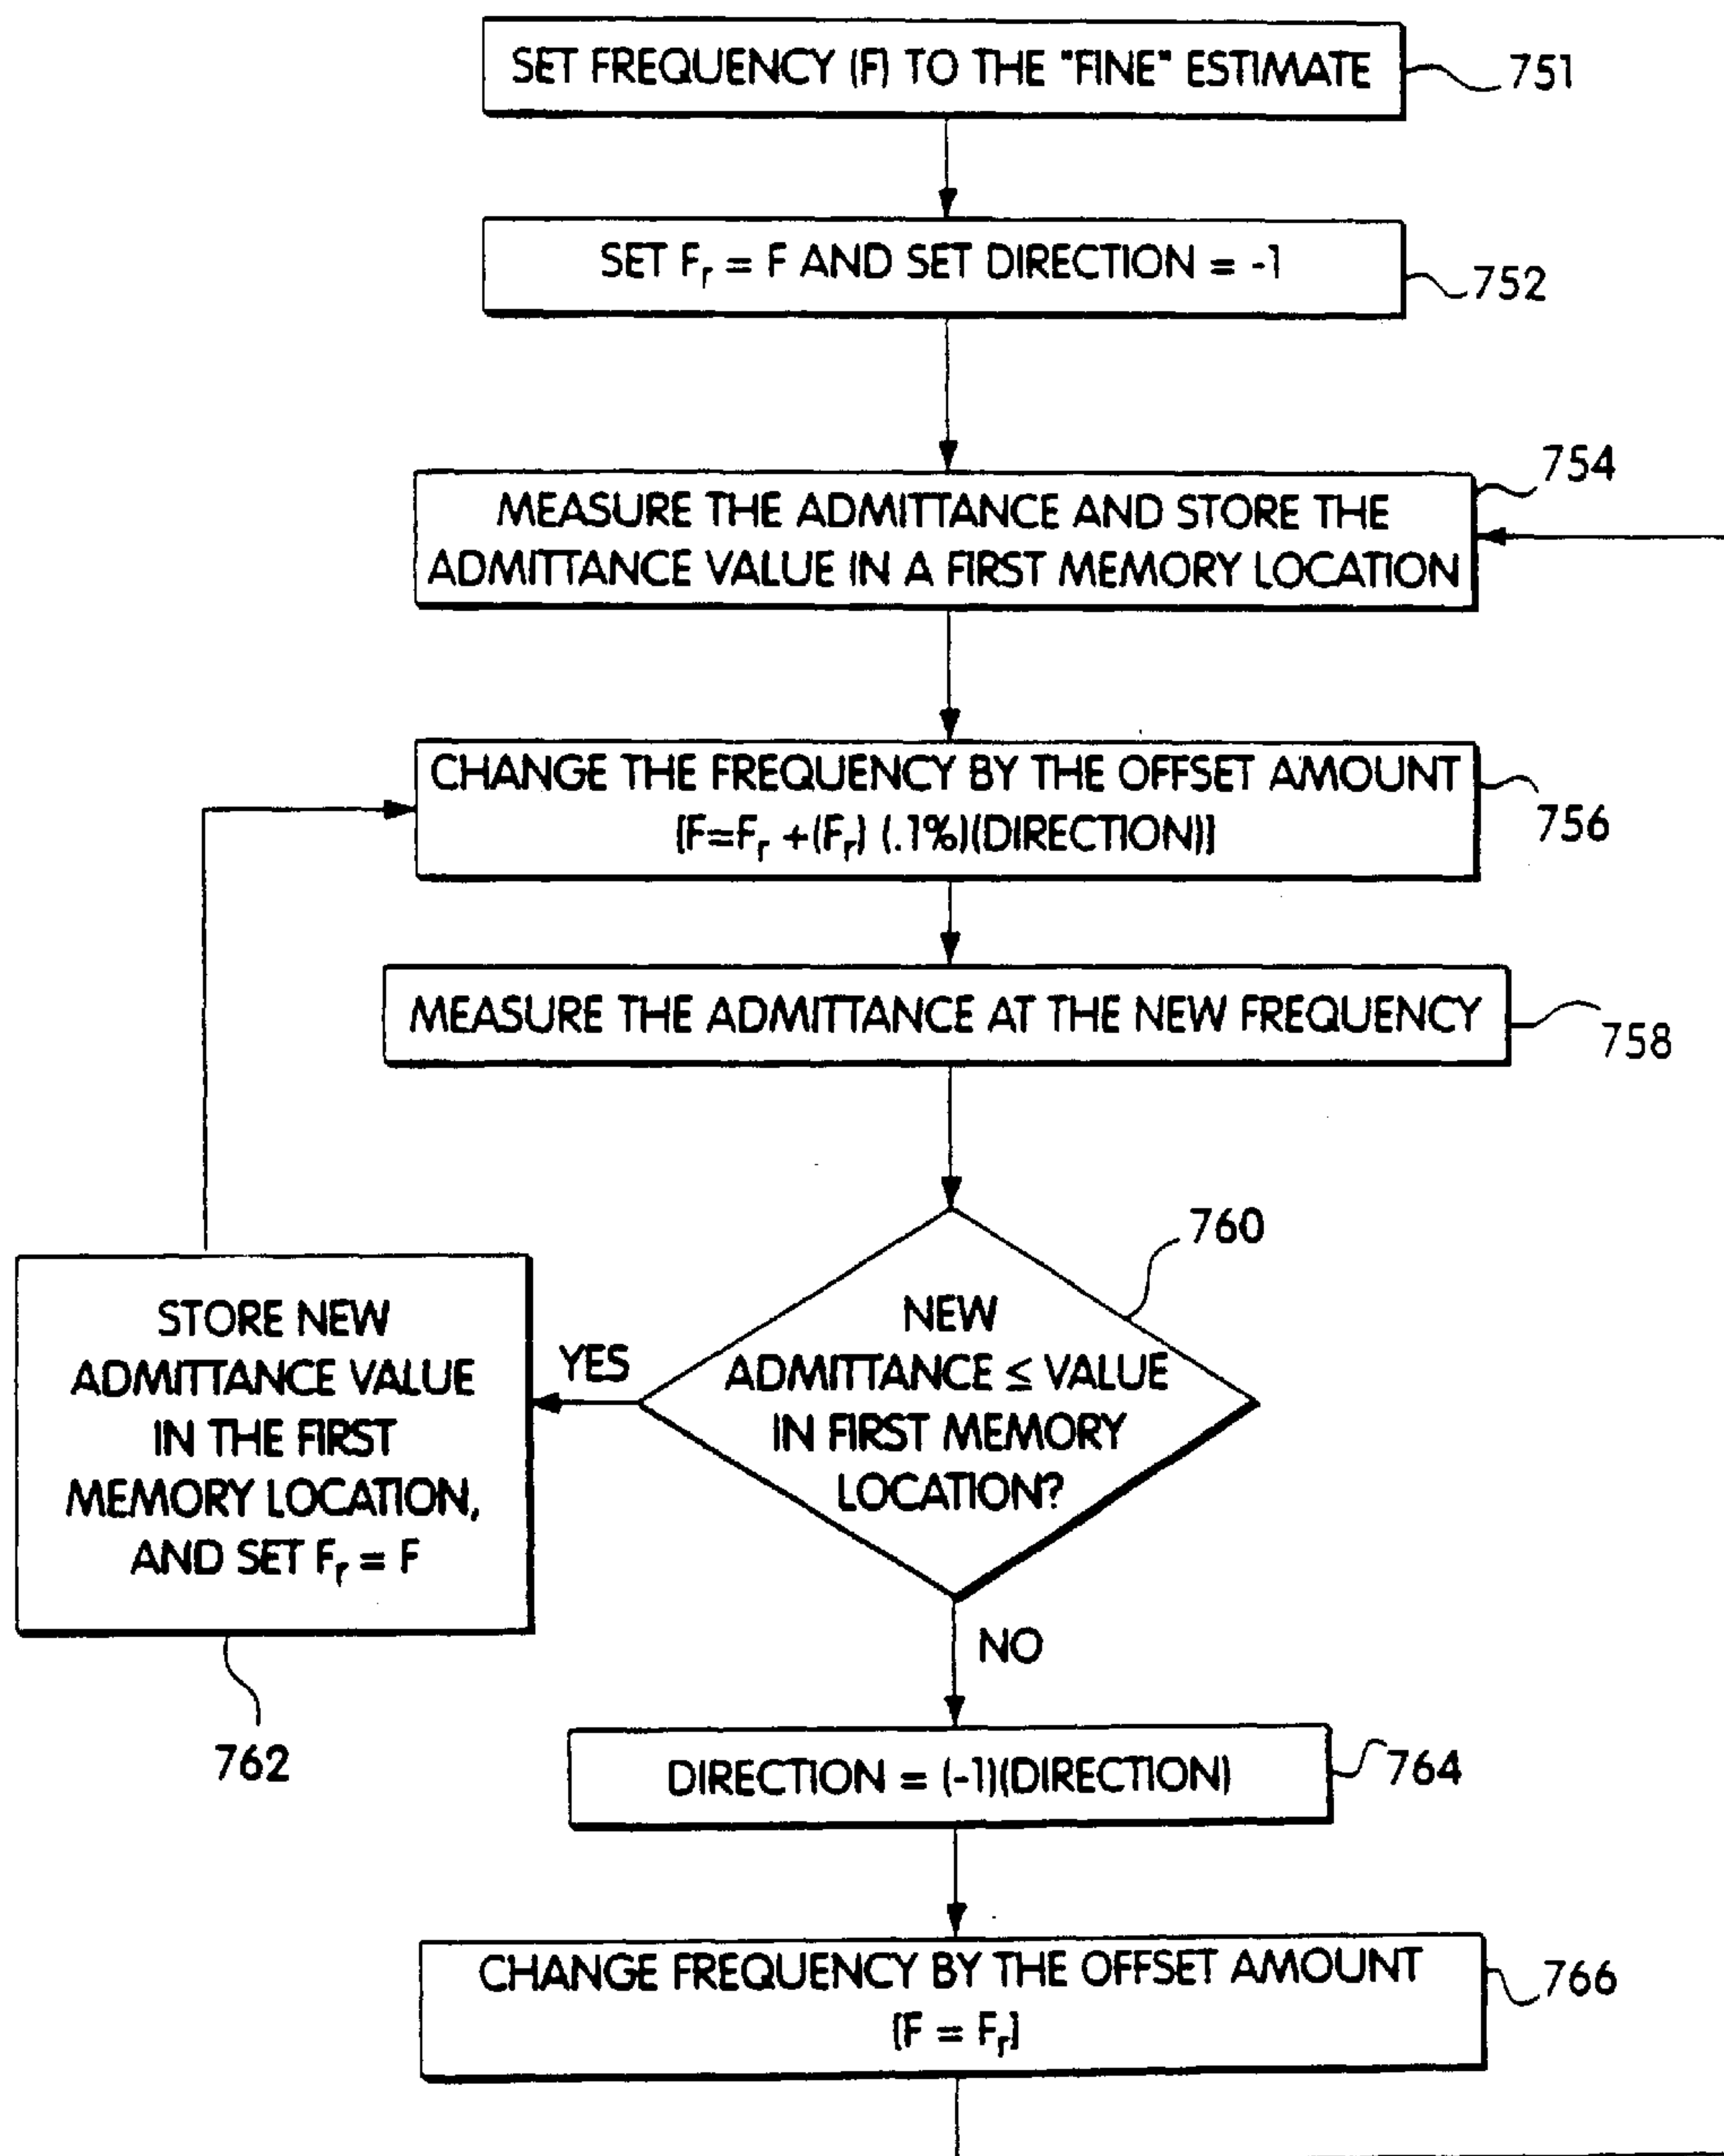 SET FREQUENCY (F) TO THE "FINE" ESTIMATE
751
SET Fr = F AND SET DIRECTION = -1
752
754
MEASURE THE ADMITTANCE AND STORE THE
ADMITTANCE VALUE IN A FIRST MEMORY LOCATION
CHANGE THE FREQUENCY BY THE OFFSET AMOUNT
[F=Fr +(Fr) (.1%)(DIRECTION)]
756
MEASURE THE ADMITTANCE AT THE NEW FREQUENCY
758
760
NEW
ADMITTANCE ≤ VALUE
IN FIRST MEMORY
LOCATION?
YES
STORE NEW
ADMITTANCE VALUE
IN THE FIRST
MEMORY LOCATION,
AND SET Fr = F
762
NO
DIRECTION = (-1)(DIRECTION)
764
CHANGE FREQUENCY BY THE OFFSET AMOUNT
[F = Fr]
766